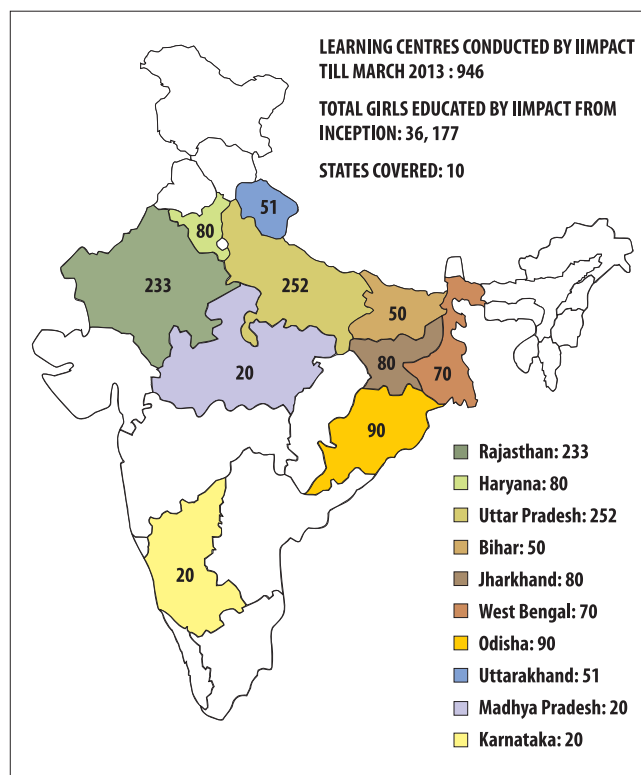 LEARNING CENTRES CONDUCTED BY IIMPACT
TILL MARCH 2013 : 946
TOTAL GIRLS EDUCATED BY IIMPACT FROM
INCEPTION: 36, 177
STATES COVERED: 10
51
80
233
252
50
80
70
20
90
20
Rajasthan: 233
Haryana: 80
Uttar Pradesh: 252
Bihar: 50
Jharkhand: 80
West Bengal: 70
Odisha: 90
Uttarakhand: 51
Madhya Pradesh: 20
Karnataka: 20